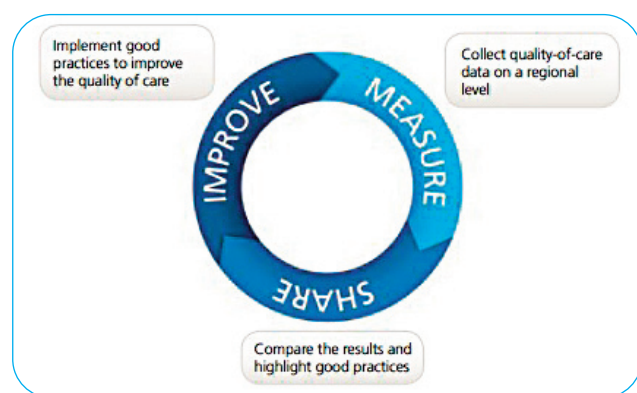 Implement good
practices to improve
the quality of care
Collect quality-of-care
data on a regional
level
IMPROVE
MEASURE
SHARE
Compare the results and
highlight good practices